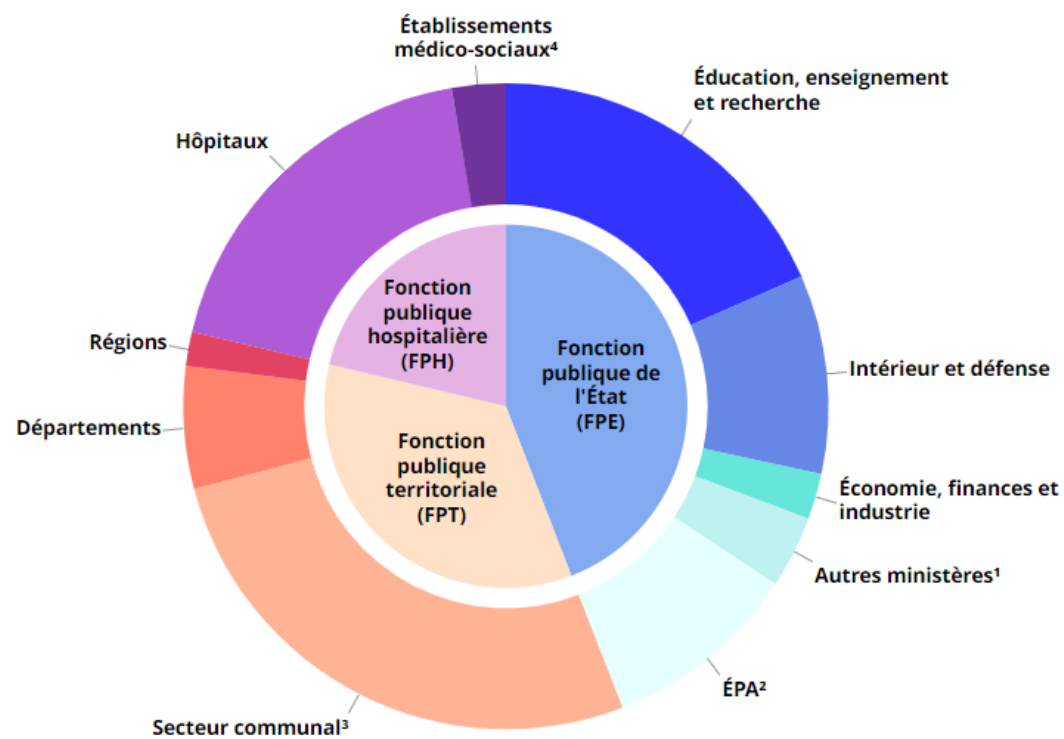 Établissements
médico-sociaux⁴
Éducation, enseignement
et recherche
Hôpitaux
Fonction
publique
hospitalière
(FPH)
Fonction
publique de
l'État
(FPE)
Régions
Intérieur et défense
Départements
Fonction
publique
territoriale
(FPT)
Économie, finances et
industrie
Autres ministères¹
ÉPA²
Secteur communal³